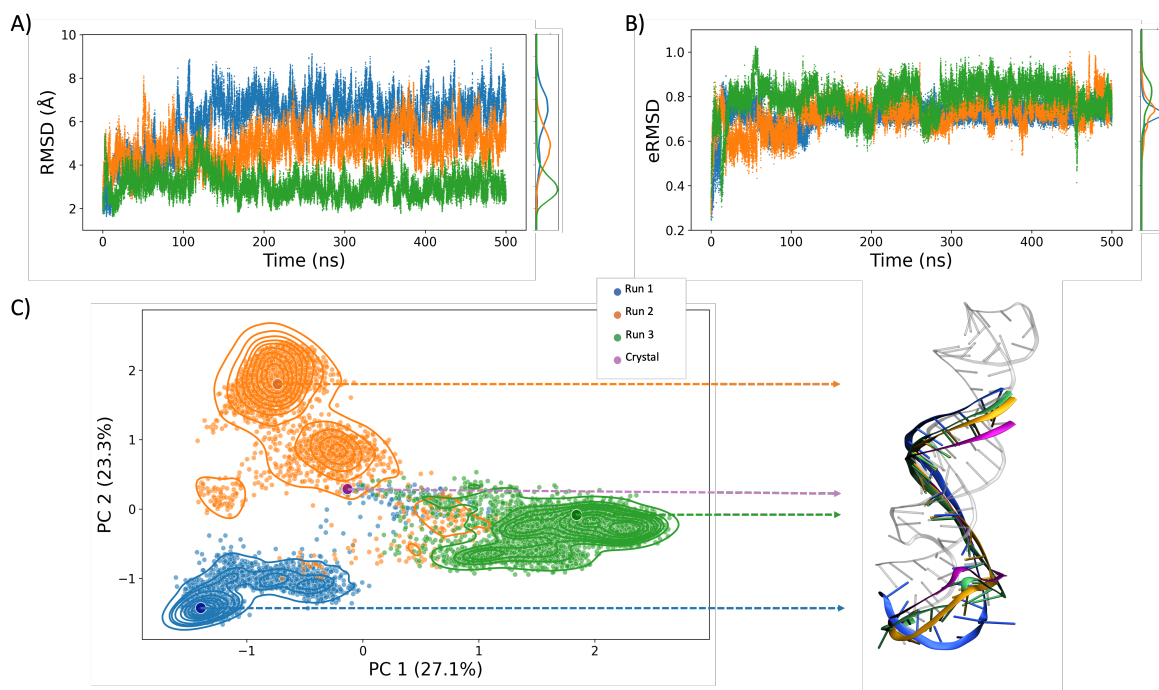 A)
10
8
6
4
2
RMSD (Å)
0
100
200
300
400
500
Time (ns)
B)
1.0
0.8
0.6
0.4
0.2
eRMSD
0
100
200
300
400
500
Time (ns)
C)
Run 1
Run 2
Run 3
Crystal
2
1
0
−1
PC 2 (23.3%)
−1
0
1
2
PC 1 (27.1%)